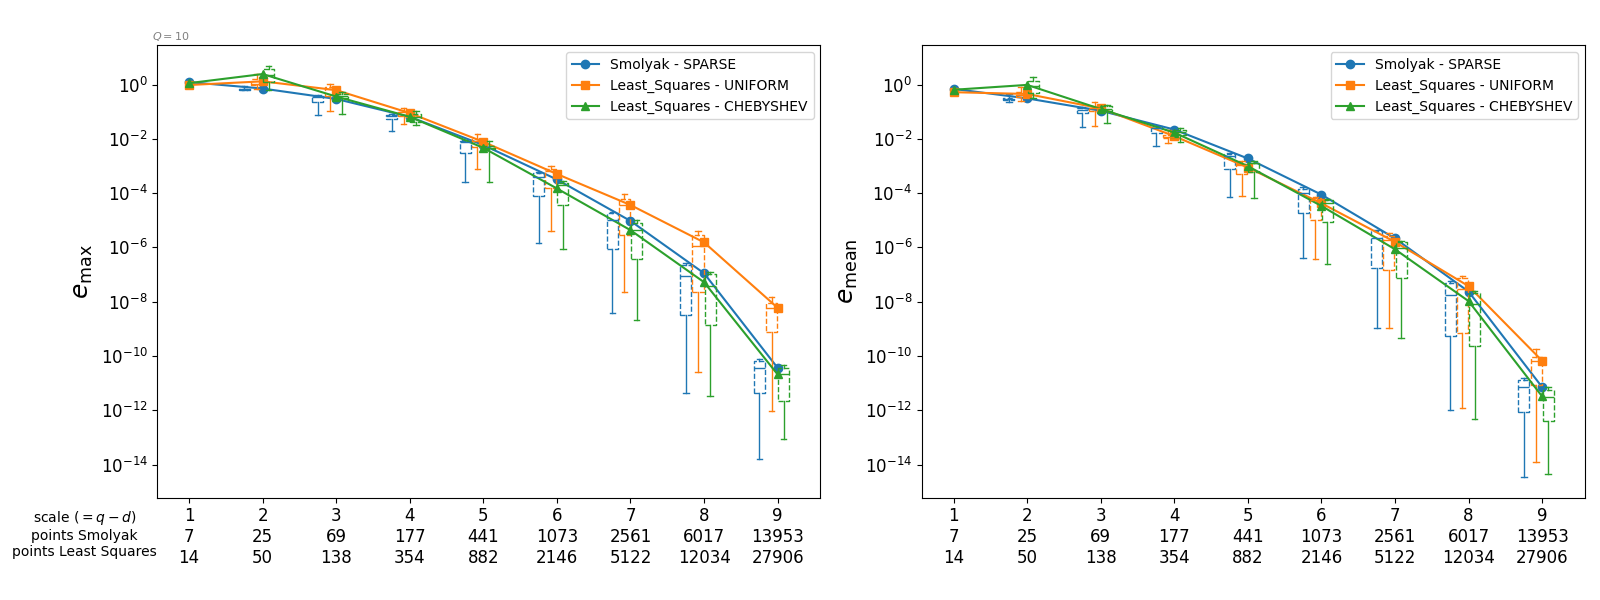 Q = 10
Smolyak - SPARSE
Least_Squares - UNIFORM
Least_Squares - CHEBYSHEV
10^0
10^-2
10^-4
10^-6
10^-8
10^-10
10^-12
10^-14
e_max
scale (= q − d) 1 2 3 4 5 6 7 8 9
points Smolyak 7 25 69 177 441 1073 2561 6017 13953
points Least Squares 14 50 138 354 882 2146 5122 12034 27906
Smolyak - SPARSE
Least_Squares - UNIFORM
Least_Squares - CHEBYSHEV
10^0
10^-2
10^-4
10^-6
10^-8
10^-10
10^-12
10^-14
e_mean
1 2 3 4 5 6 7 8 9
7 25 69 177 441 1073 2561 6017 13953
14 50 138 354 882 2146 5122 12034 27906